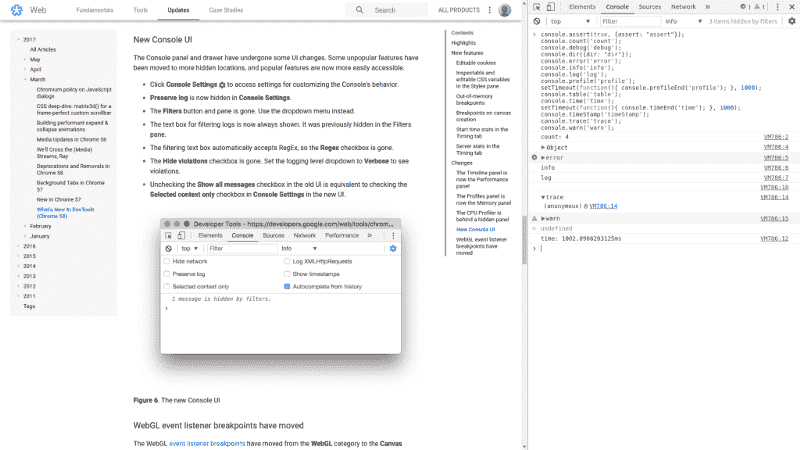 Web
Fundamentals
Tools
Updates
Case Studies
Search
ALL PRODUCTS
2017
All Articles
May
April
March
Chromium policy on JavaScript
dialogs
CSS deep-dive: matrix3d() for a
frame-perfect custom scrollbar
Building performant expand &
collapse animations
Media Updates in Chrome 58
We'll Cross the (Media)
Streams, Ray
Deprecations and Removals in
Chrome 58
Background Tabs in Chrome
57
New in Chrome 57
What's New In DevTools
(Chrome 58)
February
January
2016
2015
2014
2013
2012
2011
Tags
New Console UI
The Console panel and drawer have undergone some UI changes. Some unpopular features have
been moved to more hidden locations, and popular features are now more easily accessible.
Click Console Settings to access settings for customizing the Console's behavior.
Preserve log is now hidden in Console Settings.
The Filters button and pane is gone. Use the dropdown menu instead.
The text box for filtering logs is now always shown. It was previously hidden in the Filters
pane.
The filtering text box automatically accepts RegEx, so the Regex checkbox is gone.
The Hide violations checkbox is gone. Set the logging level dropdown to Verbose to see
violations.
Unchecking the Show all messages checkbox in the old UI is equivalent to checking the
Selected context only checkbox in Console Settings in the new UI.
Developer Tools - https://developers.google.com/web/tools/chrom...
Elements
Console
Sources
Network
Performance
»
top ▼
Filter
Info ▼
Hide network
Log XMLHttpRequests
Preserve log
Show timestamps
Selected context only
Autocomplete from history
1 message is hidden by filters.
Figure 6. The new Console UI
WebGL event listener breakpoints have moved
The WebGL event listener breakpoints have moved from the WebGL category to the Canvas
Contents
Highlights
New features
Editable cookies
Inspectable and
editable CSS variables
in the Styles pane
Out-of-memory
breakpoints
Breakpoints on canvas
creation
Start time stats in the
Timing tab
Server stats in the
Timing tab
Changes
The Timeline panel is
now the Performance
panel
The Profiles panel is
now the Memory panel
The CPU Profiler is
behind a hidden panel
New Console UI
WebGL event listener
breakpoints have
moved
Elements
Console
Sources
Network
»
1
1
top ▼
Filter
Info ▼
3 items hidden by filters
console.assert(true, {assert: "assert"});
console.count('count');
console.debug('debug');
console.dir({dir: "dir"});
console.error('error');
console.info('info');
console.log('log');
console.profile('profile');
setTimeout(function(){ console.profileEnd('profile'); }, 1000);
console.table('table');
console.time('time');
setTimeout(function(){ console.timeEnd('time'); }, 1000);
console.timeStamp('timeStamp');
console.trace('trace');
console.warn('warn');
count: 4 VM786:2
▶Object VM786:4
▶error VM786:5
info VM786:6
log VM786:7
VM786:10
▼trace VM786:14
(anonymous) @ VM786:14
▶warn VM786:15
undefined
time: 1002.0908203125ms VM786:12